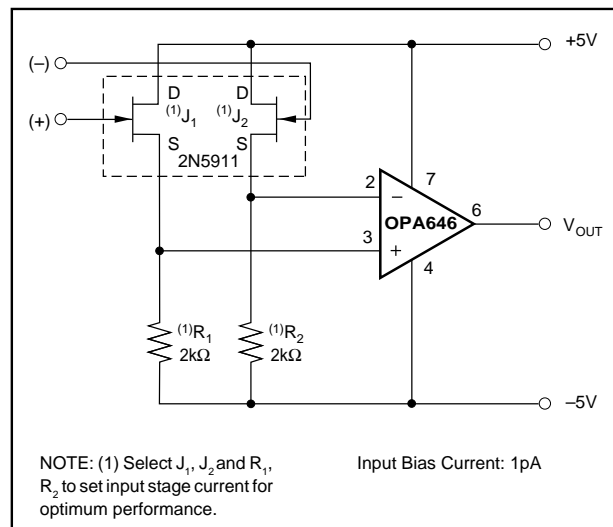 +5V
(–)
D D
(1)J1 (1)J2
(+)
S S
2N5911
2 – 7
OPA646 6 VOUT
3 + 4
(1)R1 (1)R2
2kΩ 2kΩ
–5V
NOTE: (1) Select J1, J2 and R1,
R2 to set input stage current for
optimum performance.
Input Bias Current: 1pA